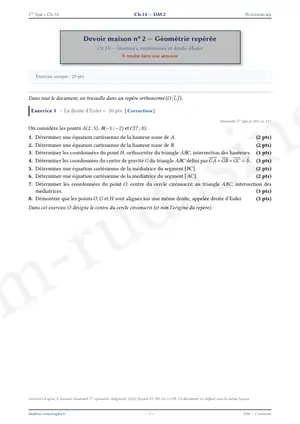 1ère Spé • Ch.14
Ch.14 — DM 2
Devoir maison n° 2 — Géométrie repérée
Ch.14 — Hauteurs, médiatrices et droite d'Euler
À rendre dans une semaine
Exercice unique · 20 pts
Dans tout le document, on travaille dans un repère orthonormé
Exercice 1 – La droite d'Euler – 20 pts [Correction]
On considère les points A(2 ; 5), B(−1 ; −2) et C(7 ; 0).
1. Déterminer une équation cartésienne de la hauteur issue de A. (2 pts)
2. Déterminer une équation cartésienne de la hauteur issue de B. (2 pts)
3. Déterminer les coordonnées du point H, orthocentre du triangle ABC, intersection des hauteurs. (3 pts)
4. Déterminer les coordonnées du centre de gravité G du triangle ABC défini par GA + GB + GC = 0. (3 pts)
5. Déterminer une équation cartésienne de la médiatrice du segment [BC]. (2 pts)
6. Déterminer une équation cartésienne de la médiatrice du segment [AC]. (2 pts)
7. Déterminer les coordonnées du point O, centre du cercle circonscrit au triangle ABC, intersection des
médiatrices. (3 pts)
8. Démontrer que les points O, G et H sont alignés sur une même droite, appelée droite d'Euler. (3 pts)
Dans cet exercice O désigne le centre du cercle circonscrit (et non l'origine du repère).